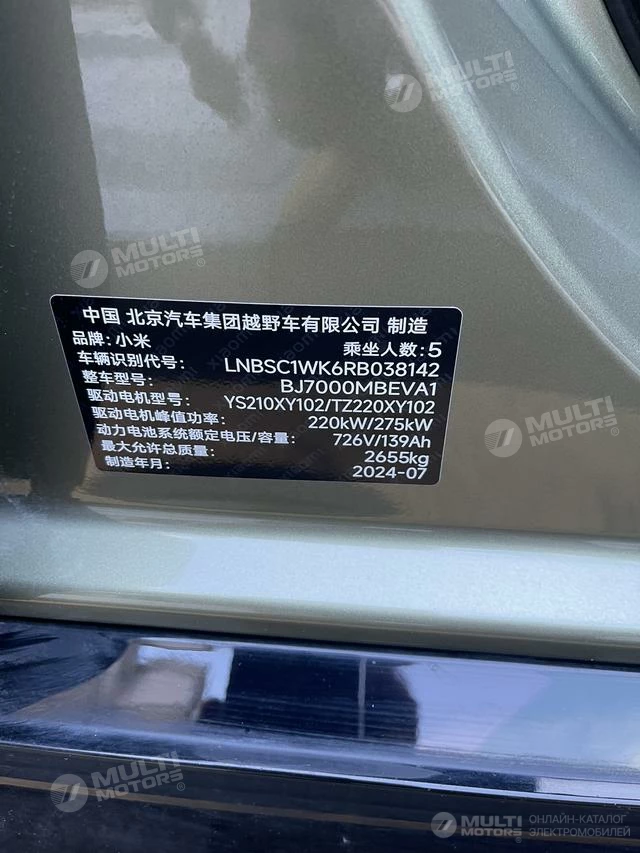 MULTI
MOTORS
MULTI
MOTORS
中国 北京汽车集团越野车有限公司 制造
品牌: 小米 乘坐人数: 5
车辆识别代号: LNBSC1WK6RB038142
整车型号: BJ7000MBEVA1
驱动电机型号: YS210XY102/TZ220XY102
驱动电机峰值功率: 220kW/275kW
动力电池系统额定电压/容量: 726V/139Ah
最大允许总质量: 2655kg
制造年月: 2024-07
MULTI
MOTORS
MULTI
MOTORS
MULTI
MOTORS
ОНЛАЙН-КАТАЛОГ
ЭЛЕКТРОМОБИЛЕЙ